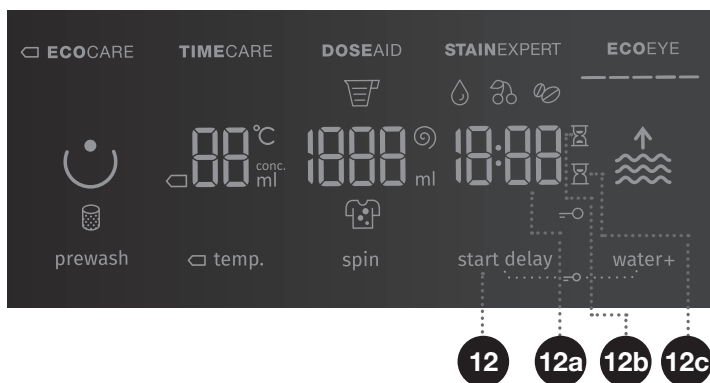 ECOCARE TIMECARE DOSEAID STAINEXPERT ECOEYE
88 °C 1888 18:88
conc.
ml ml
prewash temp. spin start delay water+
12 12a 12b 12c